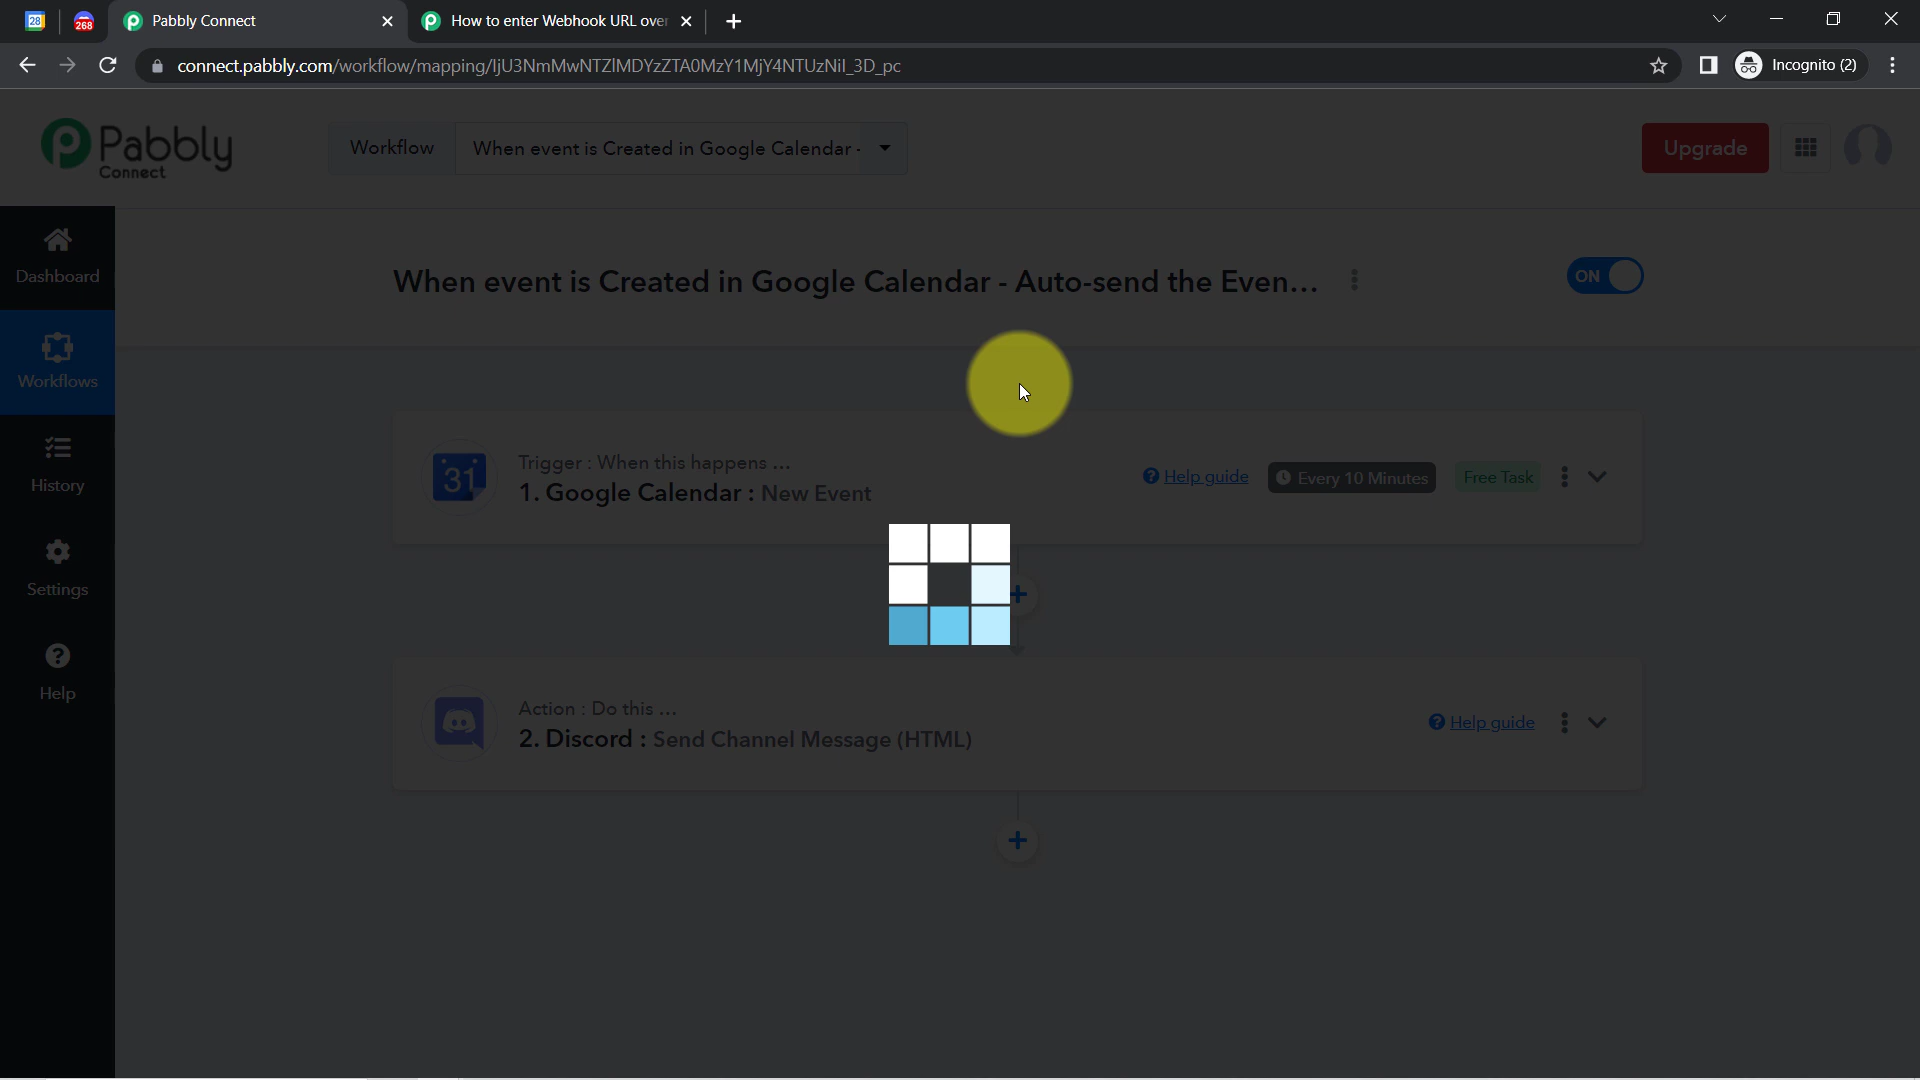 28
268
Pabbly Connect
How to enter Webhook URL over
connect.pabbly.com/workflow/mapping/IjU3NmMwNTZlMDYzZTA0MzY1MjY4NTUzNiI_3D_pc
Incognito (2)
Pabbly
Connect
Workflow
When event is Created in Google Calendar -
Upgrade
Dashboard
When event is Created in Google Calendar - Auto-send the Even...
ON
Workflows
History
Settings
Help
31
Trigger : When this happens ...
1. Google Calendar : New Event
Help guide
Every 10 Minutes
Free Task
Action : Do this ...
2. Discord : Send Channel Message (HTML)
Help guide